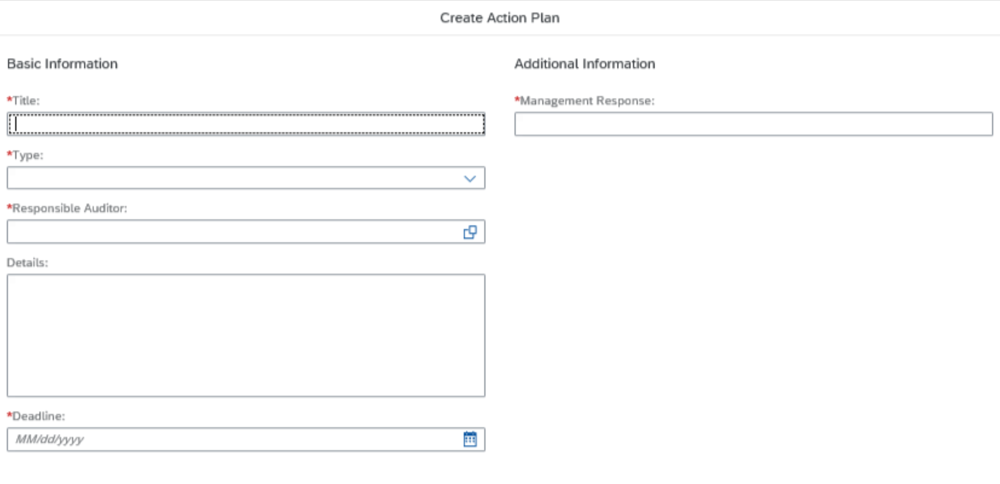 Create Action Plan
Basic Information
*Title:
*Type:
*Responsible Auditor:
Details:
*Deadline:
MM/dd/yyyy
Additional Information
*Management Response: